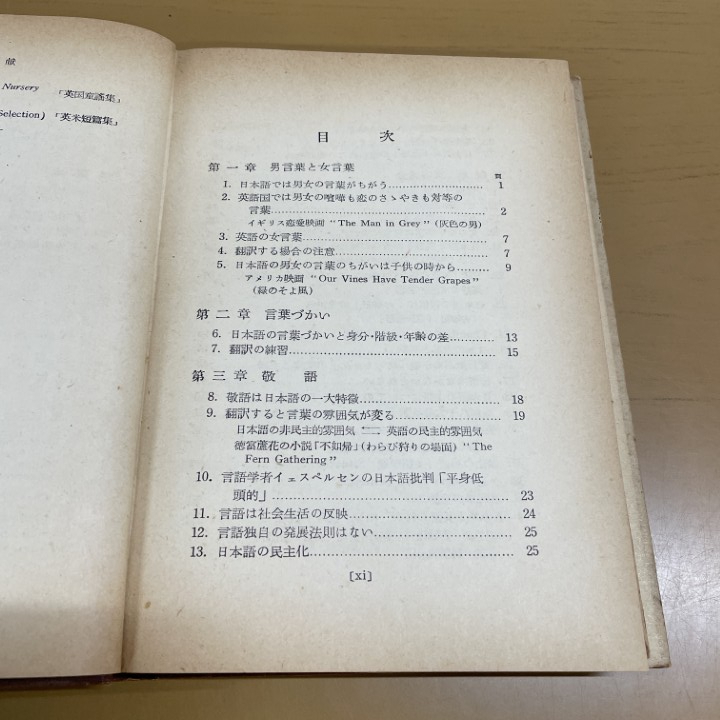 献
Nursery 「英国童謡集」
Selection) 「英米短篇集」
目 次
第一章 男言葉と女言葉
頁
1. 日本語では男女の言葉がちがう……………………… 1
2. 英語国では男女の喧嘩も恋のさゝやきも対等の
言葉……………………………………………… 2
イギリス恋愛映画 “The Man in Grey” (灰色の男)
3. 英語の女言葉……………………………………… 7
4. 翻訳する場合の注意……………………………… 7
5. 日本語の男女の言葉のちがいは子供の時から……… 9
アメリカ映画 “Our Vines Have Tender Grapes”
(緑のそよ風)
第二章 言葉づかい
6. 日本語の言葉づかいと身分・階級・年齢の差………… 13
7. 翻訳の練習………………………………………… 15
第三章 敬 語
8. 敬語は日本語の一大特徴………………………… 18
9. 翻訳すると言葉の雰囲気が変る…………………… 19
日本語の非民主的雰囲気 ←→ 英語の民主的雰囲気
徳富蘆花の小説「不如帰」(わらび狩りの場面) “The
Fern Gathering”
10. 言語学者イェスペルセンの日本語批判「平身低
頭的」……………………………………………… 23
11. 言語は社会生活の反映…………………………… 24
12. 言語独自の発展法則はない……………………… 25
13. 日本語の民主化…………………………………… 25
[xi]